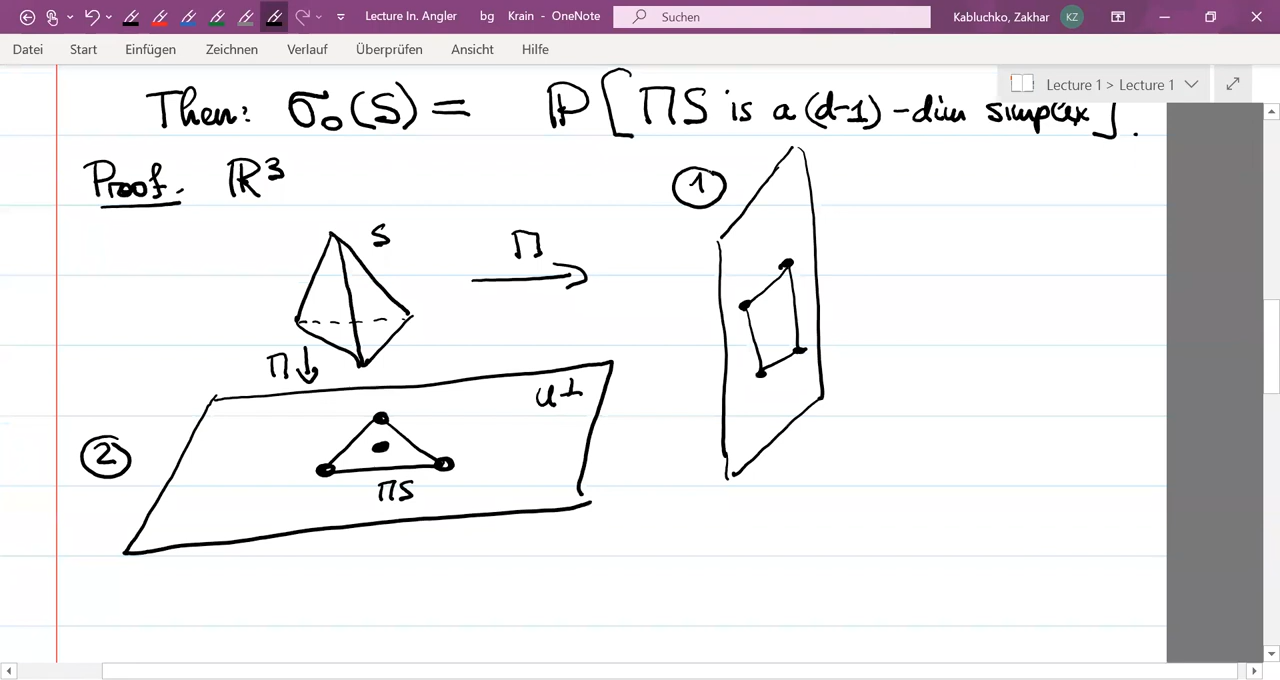 Lecture In. Angler bg Krain - OneNote
Suchen
Kabluchko, Zakhar
KZ
Datei Start Einfügen Zeichnen Verlauf Überprüfen Ansicht Hilfe
Lecture 1 > Lecture 1
Then: σ₀(S) = ℙ[ΠS is a (d-1)-dim simplex].
Proof. ℝ³
①
S
Π
Π↓
u⊥
②
ΠS